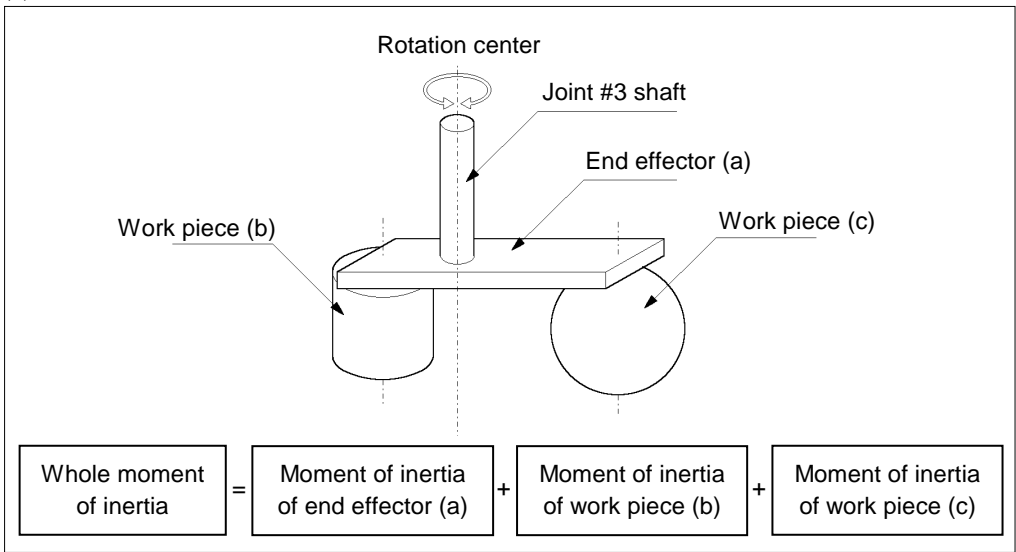 Rotation center
Joint #3 shaft
End effector (a)
Work piece (b)
Work piece (c)
Whole moment
of inertia
=
Moment of inertia
of end effector (a)
+
Moment of inertia
of work piece (b)
+
Moment of inertia
of work piece (c)